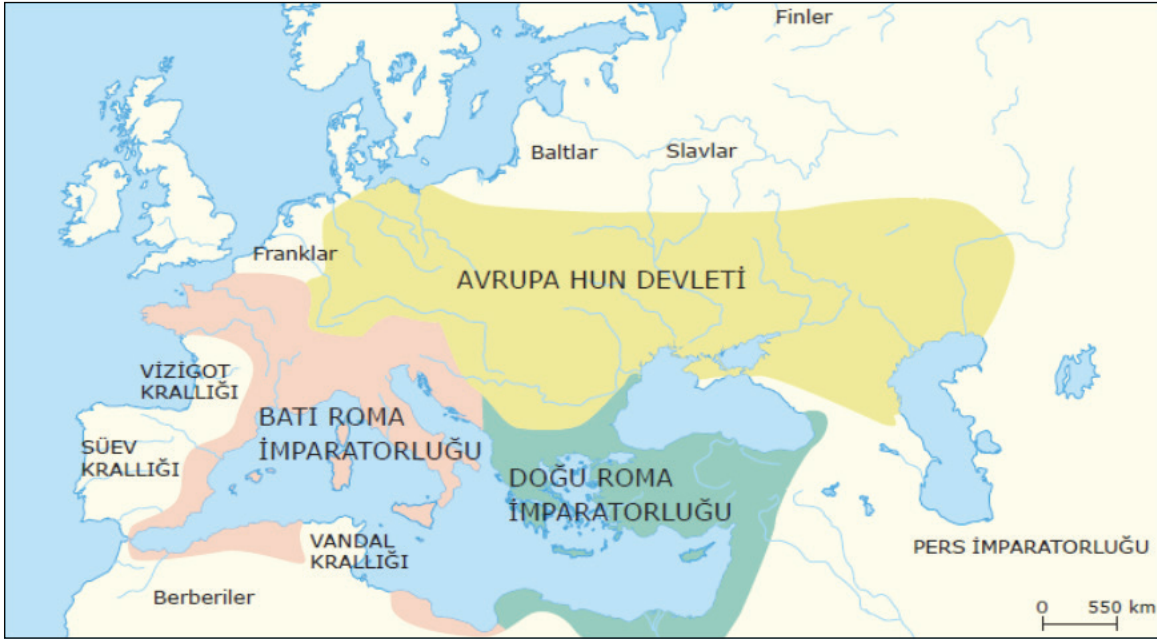 Finler
Baltlar
Slavlar
Franklar
AVRUPA HUN DEVLETİ
VİZİGOT
KRALLIĞI
BATI ROMA
İMPARATORLUĞU
SÜEV
KRALLIĞI
DOĞU ROMA
İMPARATORLUĞU
VANDAL
KRALLIĞI
PERS İMPARATORLUĞU
Berberiler
0 550 km